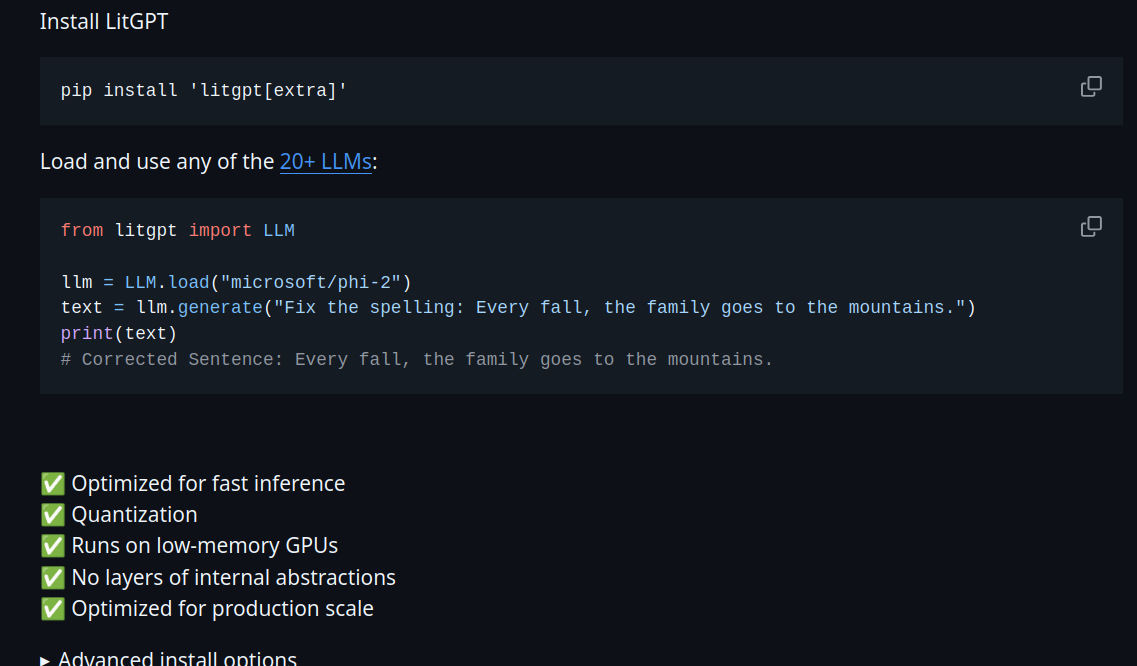 Install LitGPT
pip install 'litgpt[extra]'
Load and use any of the 20+ LLMs:
from litgpt import LLM
llm = LLM.load("microsoft/phi-2")
text = llm.generate("Fix the spelling: Every fall, the family goes to the mountains.")
print(text)
# Corrected Sentence: Every fall, the family goes to the mountains.
✅ Optimized for fast inference
✅ Quantization
✅ Runs on low-memory GPUs
✅ No layers of internal abstractions
✅ Optimized for production scale
▸ Advanced install options